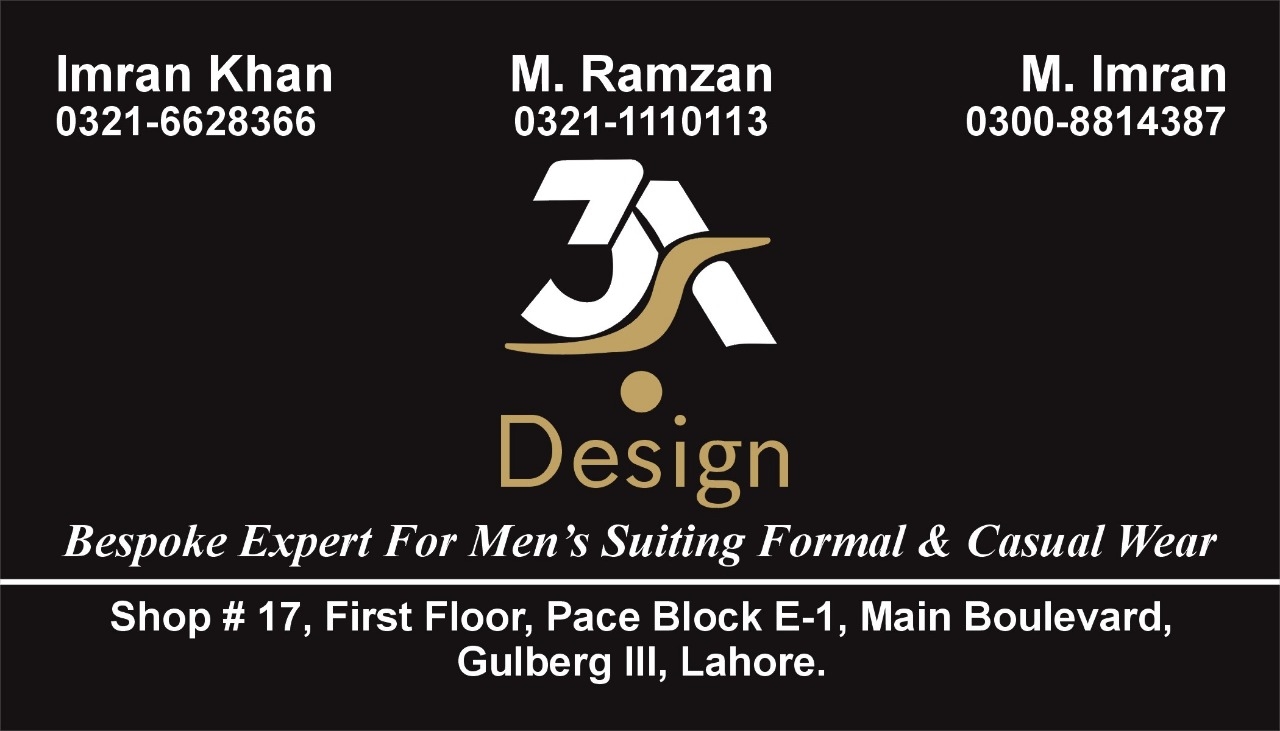 Imran Khan M. Ramzan M. Imran
0321-6628366 0321-1110113 0300-8814387
3A
Design
Bespoke Expert For Men’s Suiting Formal & Casual Wear
Shop # 17, First Floor, Pace Block E-1, Main Boulevard,
Gulberg III, Lahore.